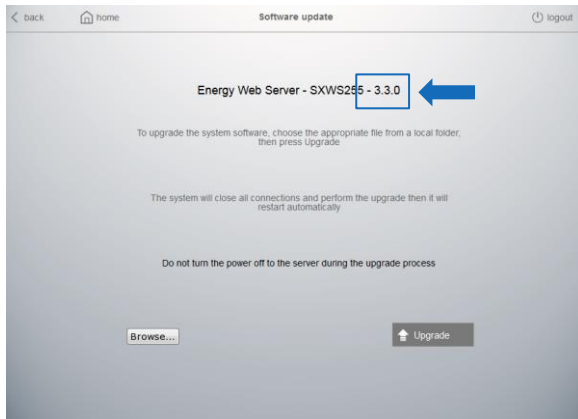 back home Software update logout
Energy Web Server - SXWS255 - 3.3.0
To upgrade the system software, choose the appropriate file from a local folder,
then press Upgrade
The system will close all connections and perform the upgrade then it will
restart automatically
Do not turn the power off to the server during the upgrade process
Browse... Upgrade